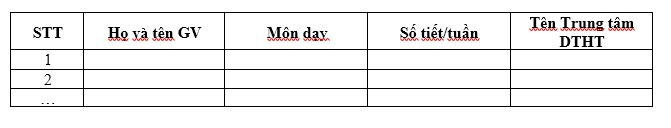 STT Họ và tên GV Môn dạy Số tiết/tuần Tên Trung tâm
DTHT
1
2
…